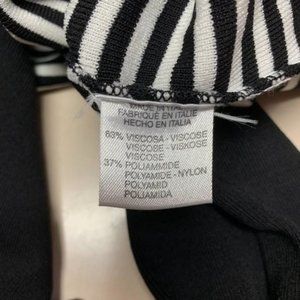 MADE IN ITALY
FABRIQUÉ EN ITALIE
HECHO EN ITALIA
63% VISCOSA - VISCOSE
VISCOSE - VISKOSE
VISCOSE
37% POLIAMMIDE
POLYAMIDE - NYLON
POLYAMID
POLIAMIDA